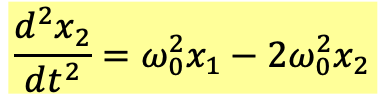 d²x₂/dt² = ω₀²x₁ − 2ω₀²x₂